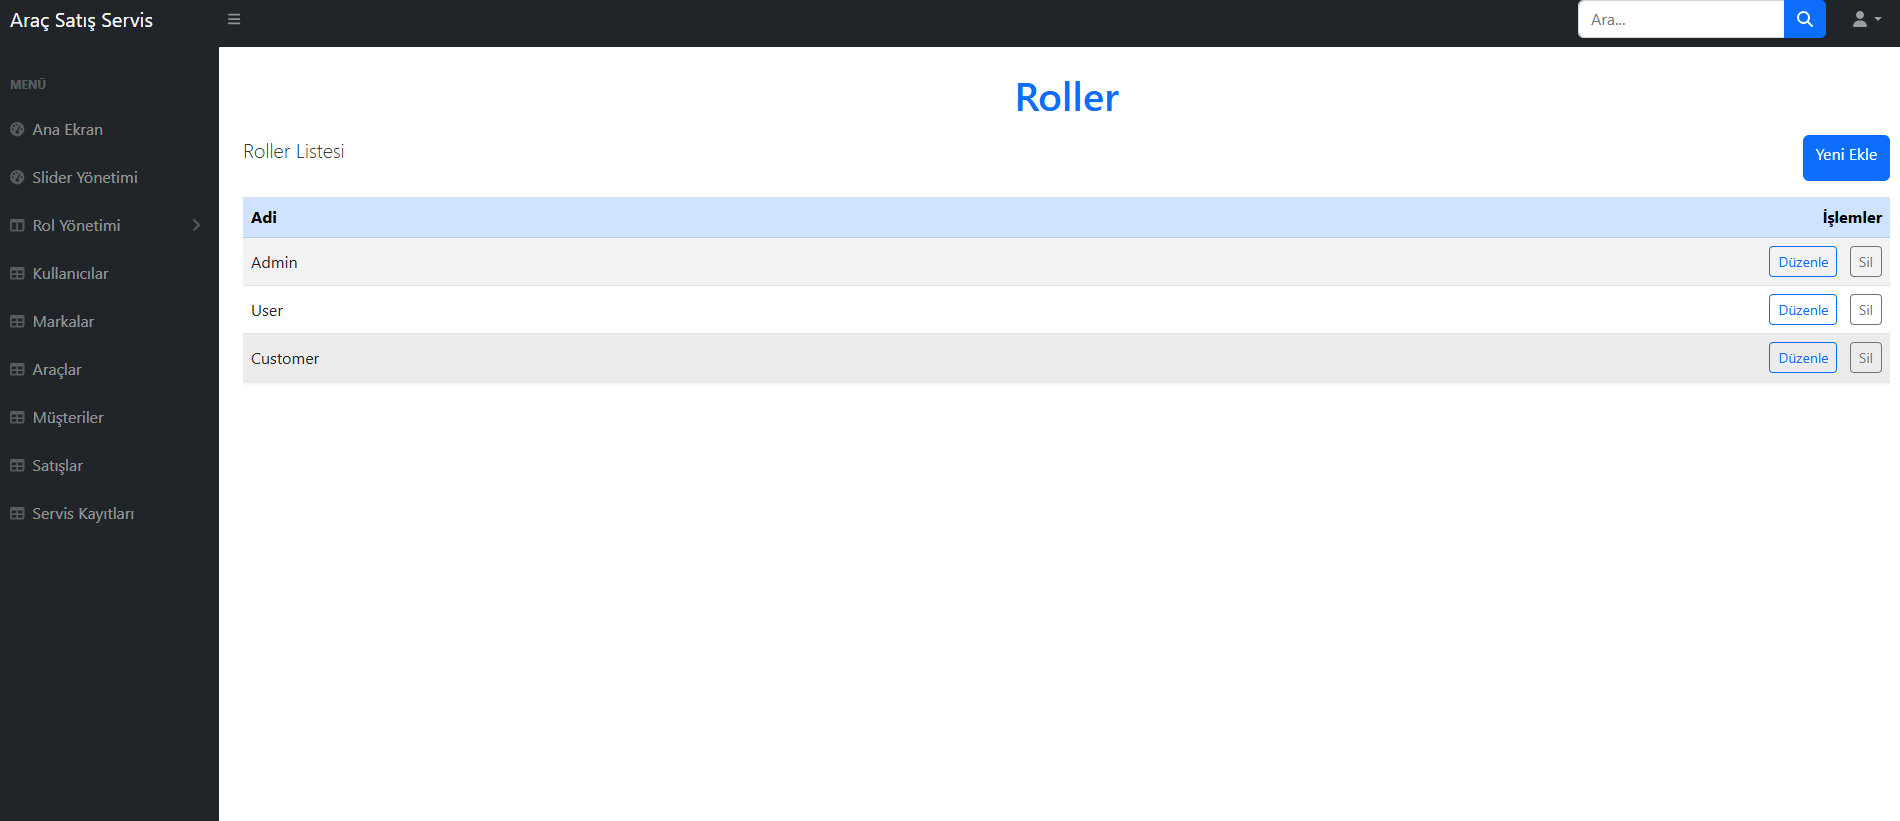 Araç Satış Servis
Ara...
MENÜ
Ana Ekran
Slider Yönetimi
Rol Yönetimi
Kullanıcılar
Markalar
Araçlar
Müşteriler
Satışlar
Servis Kayıtları
Roller
Roller Listesi
Yeni Ekle
Adi İşlemler
Admin Düzenle Sil
User Düzenle Sil
Customer Düzenle Sil